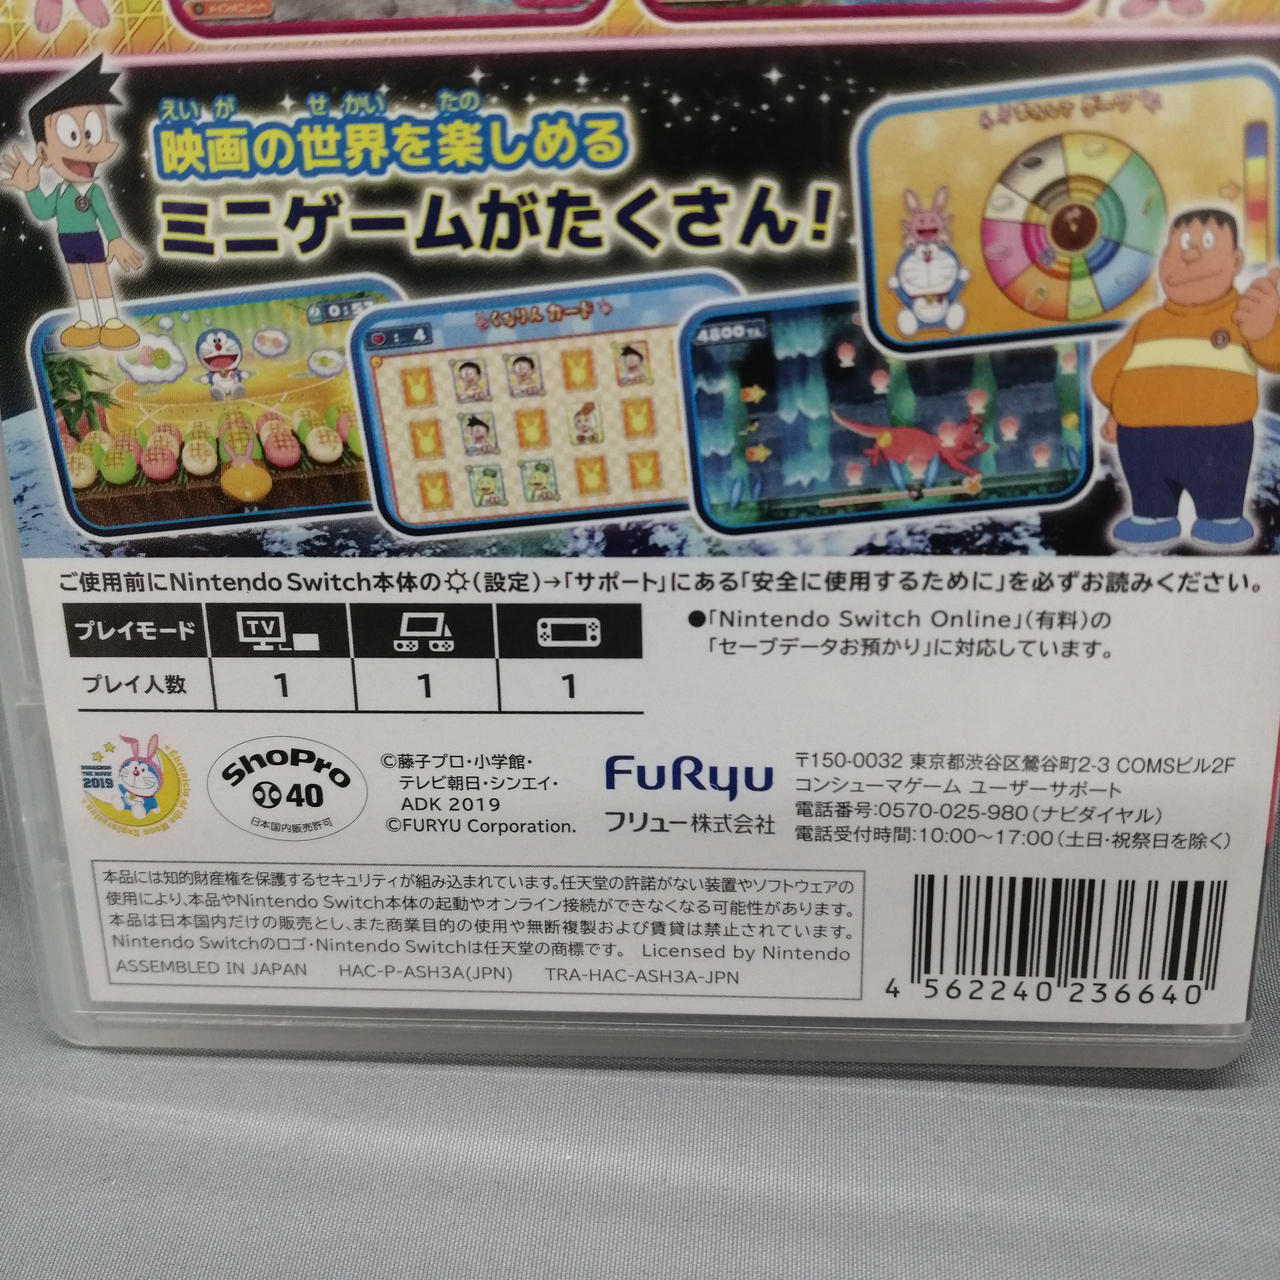 メインメニューへ
えいが せかい たの
映画の世界を楽しめる
ミニゲームがたくさん!
くるりんカード
: 4
4800
ご使用前にNintendo Switch本体の(設定)→「サポート」にある「安全に使用するために」を必ずお読みください。
プレイモード TV
プレイ人数 1 1 1
●「Nintendo Switch Online」(有料)の
「セーブデータお預かり」に対応しています。
DORAEMON
THE MOVIE
2019
ShoPro
40
日本国内販売許可
©藤子プロ・小学館・
テレビ朝日・シンエイ・
ADK 2019
©FURYU Corporation.
FuRyu
フリュー株式会社
〒150-0032 東京都渋谷区鶯谷町2-3 COMSビル2F
コンシューマゲーム ユーザーサポート
電話番号:0570-025-980(ナビダイヤル)
電話受付時間:10:00～17:00(土日・祝祭日を除く)
本品には知的財産権を保護するセキュリティが組み込まれています。任天堂の許諾がない装置やソフトウェアの
使用により、本品やNintendo Switch本体の起動やオンライン接続ができなくなる可能性があります。
本品は日本国内だけの販売とし、また商業目的の使用や無断複製および賃貸は禁止されています。
Nintendo Switchのロゴ・Nintendo Switchは任天堂の商標です。 Licensed by Nintendo
ASSEMBLED IN JAPAN HAC-P-ASH3A(JPN) TRA-HAC-ASH3A-JPN
4 562240 236640